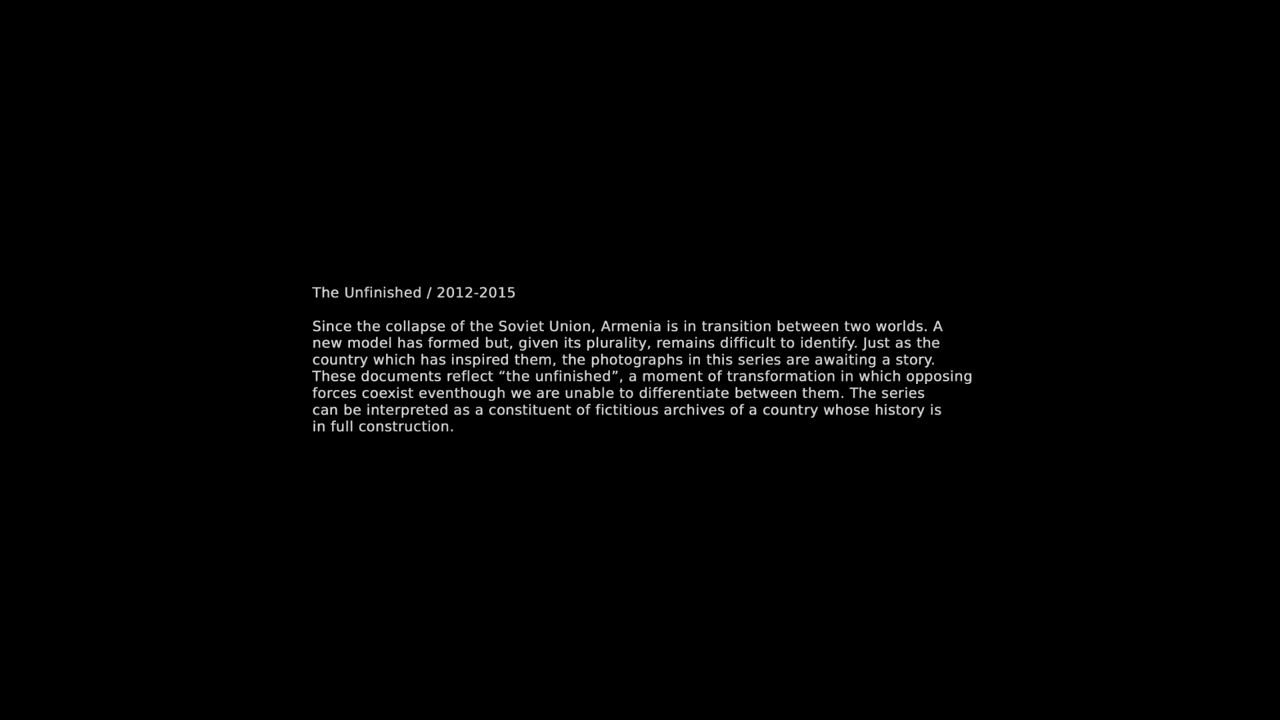 The Unfinished / 2012-2015
Since the collapse of the Soviet Union, Armenia is in transition between two worlds. A
new model has formed but, given its plurality, remains difficult to identify. Just as the
country which has inspired them, the photographs in this series are awaiting a story.
These documents reflect “the unfinished”, a moment of transformation in which opposing
forces coexist eventhough we are unable to differentiate between them. The series
can be interpreted as a constituent of fictitious archives of a country whose history is
in full construction.